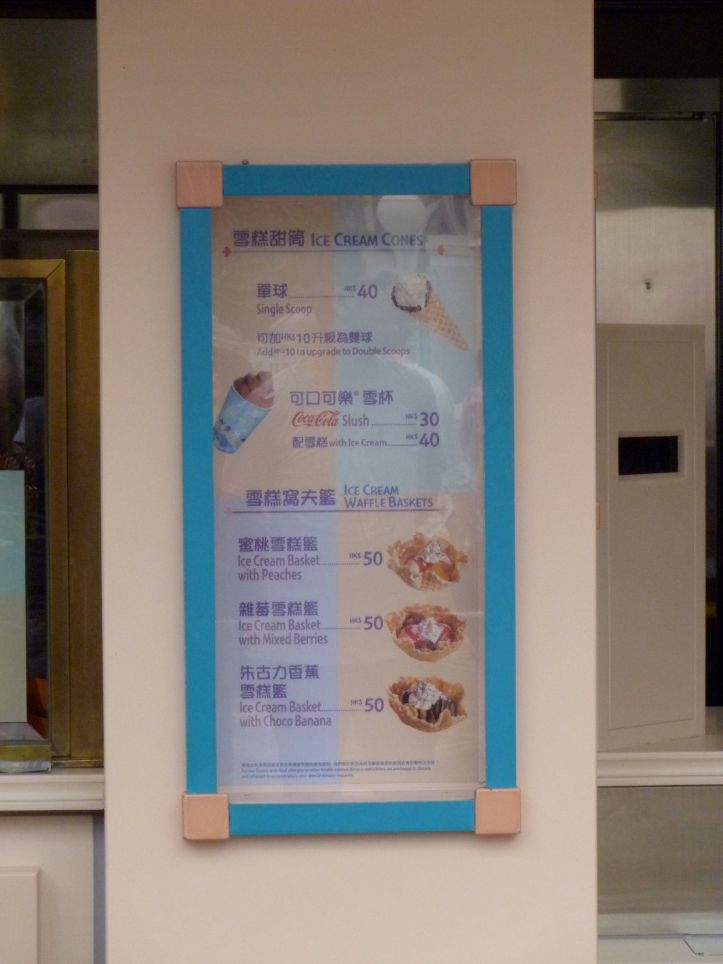 雪糕甜筒 ICE CREAM CONES
單球 HK$ 40
Single Scoop
可加HK$10升級為雙球
Add HK$10 to upgrade to Double Scoops
可口可樂® 雪杯
Coca-Cola Slush HK$ 30
配雪糕 with Ice Cream HK$ 40
雪糕窩夫籃 ICE CREAM
WAFFLE BASKETS
蜜桃雪糕籃
Ice Cream Basket HK$ 50
with Peaches
雜莓雪糕籃
Ice Cream Basket HK$ 50
with Mixed Berries
朱古力香蕉
雪糕籃
Ice Cream Basket HK$ 50
with Choco Banana